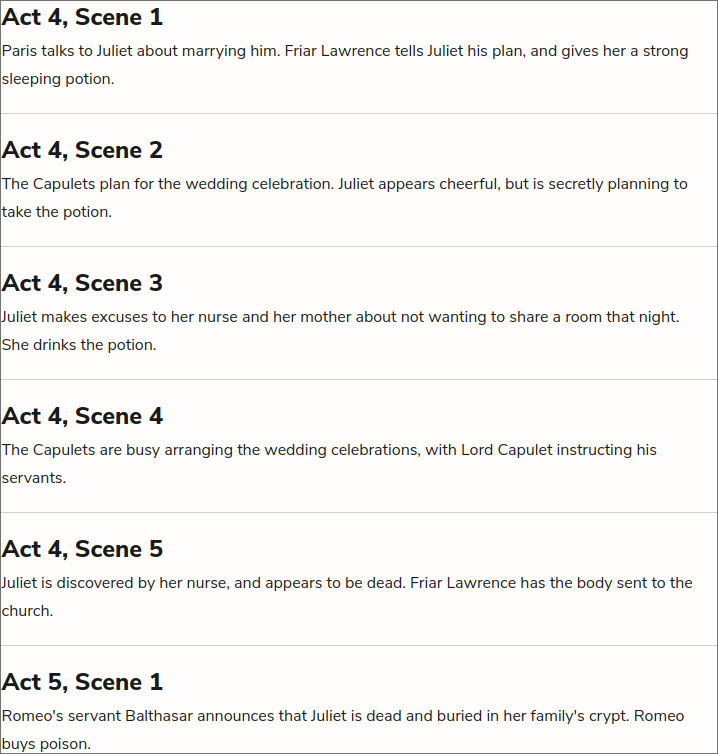 Act 4, Scene 1
Paris talks to Juliet about marrying him. Friar Lawrence tells Juliet his plan, and gives her a strong
sleeping potion.
Act 4, Scene 2
The Capulets plan for the wedding celebration. Juliet appears cheerful, but is secretly planning to
take the potion.
Act 4, Scene 3
Juliet makes excuses to her nurse and her mother about not wanting to share a room that night.
She drinks the potion.
Act 4, Scene 4
The Capulets are busy arranging the wedding celebrations, with Lord Capulet instructing his
servants.
Act 4, Scene 5
Juliet is discovered by her nurse, and appears to be dead. Friar Lawrence has the body sent to the
church.
Act 5, Scene 1
Romeo's servant Balthasar announces that Juliet is dead and buried in her family's crypt. Romeo
buys poison.